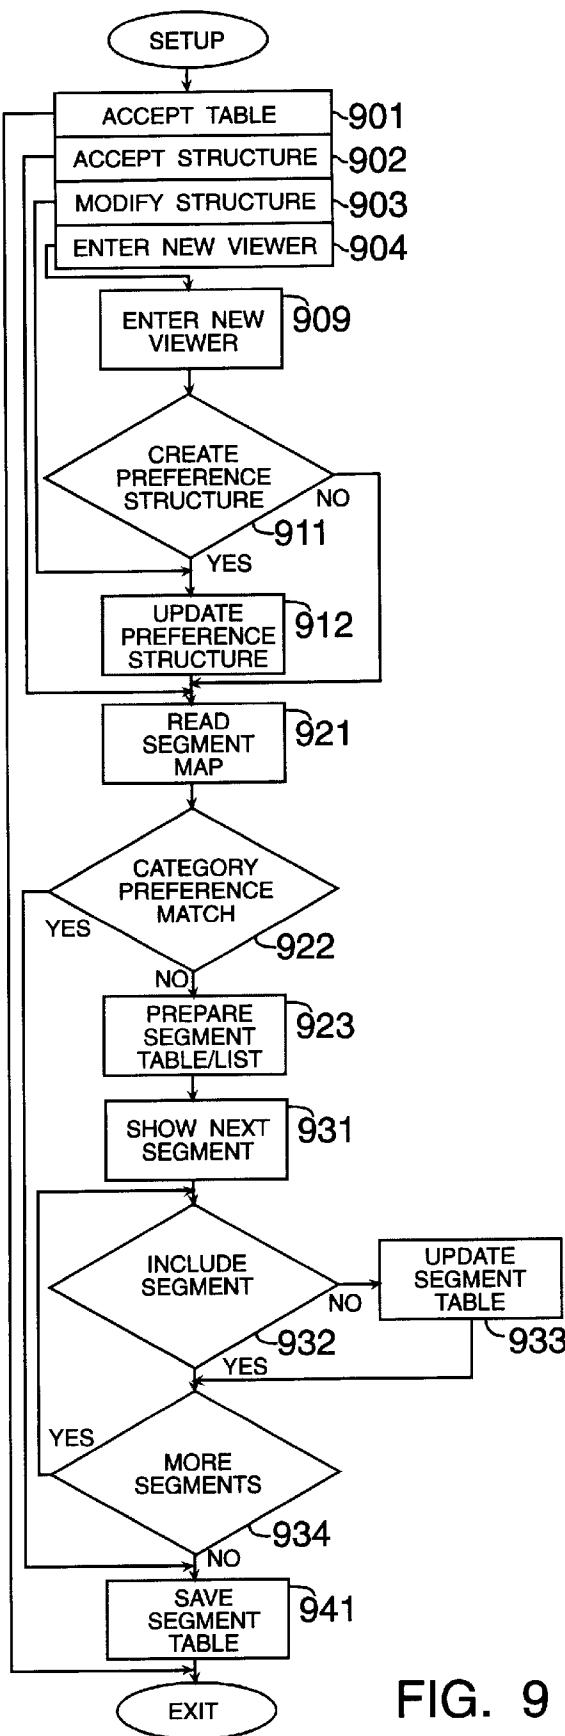 SETUP
ACCEPT TABLE
901
ACCEPT STRUCTURE
902
MODIFY STRUCTURE
903
ENTER NEW VIEWER
904
ENTER NEW
VIEWER
909
CREATE
PREFERENCE
STRUCTURE
NO
911
YES
UPDATE
PREFERENCE
STRUCTURE
912
READ
SEGMENT
MAP
921
CATEGORY
PREFERENCE
MATCH
YES
922
NO
PREPARE
SEGMENT
TABLE/LIST
923
SHOW NEXT
SEGMENT
931
INCLUDE
SEGMENT
NO
932
YES
UPDATE
SEGMENT
TABLE
933
YES
MORE
SEGMENTS
934
NO
SAVE
SEGMENT
TABLE
941
EXIT
FIG. 9